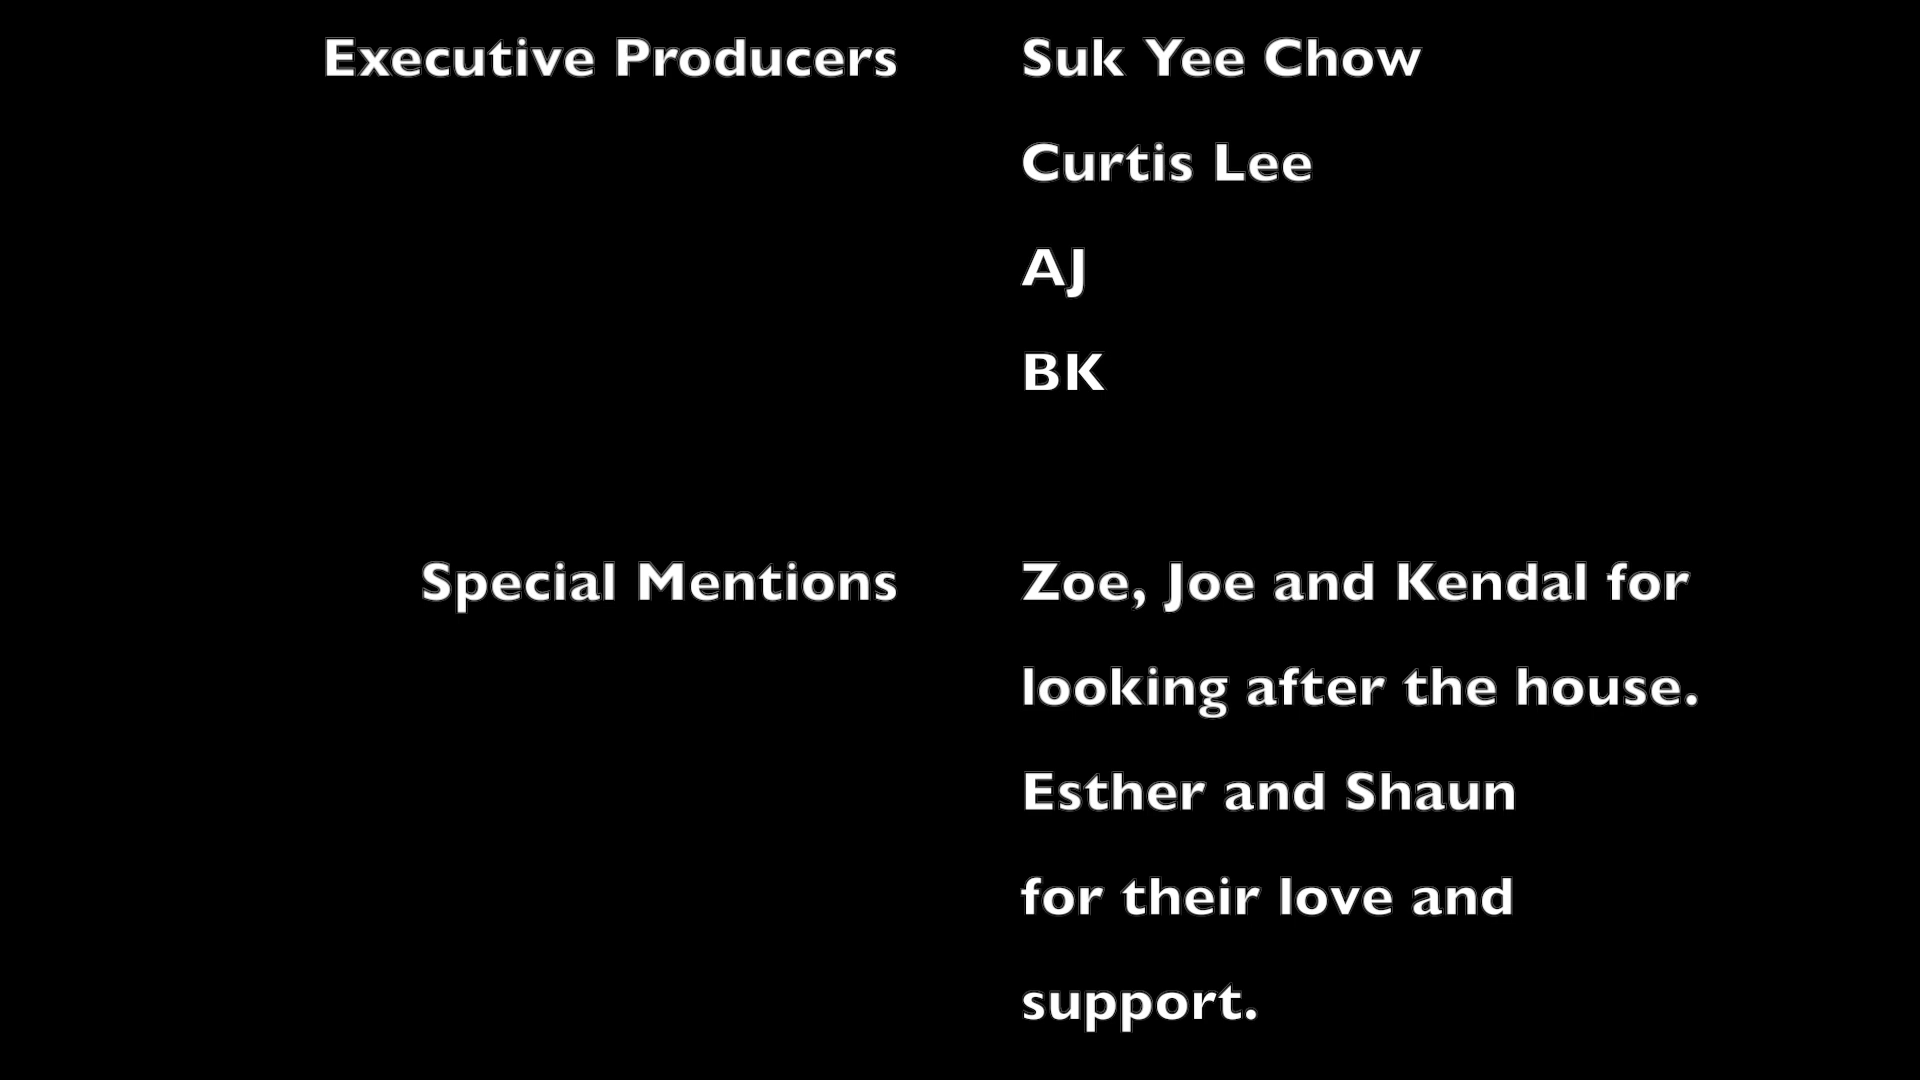 Executive Producers Suk Yee Chow
Curtis Lee
AJ
BK
Special Mentions Zoe, Joe and Kendal for
looking after the house.
Esther and Shaun
for their love and
support.